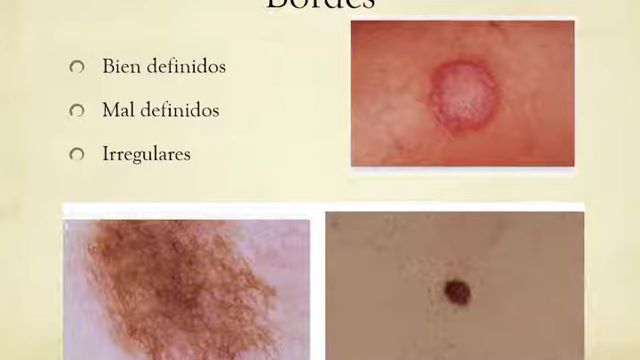 Bordes
Bien definidos
Mal definidos
Irregulares